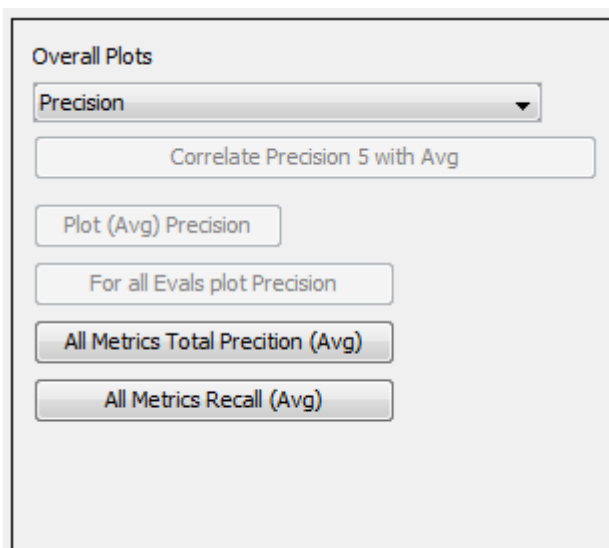 Overall Plots
Precision
Correlate Precision 5 with Avg
Plot (Avg) Precision
For all Evals plot Precision
All Metrics Total Precition (Avg)
All Metrics Recall (Avg)